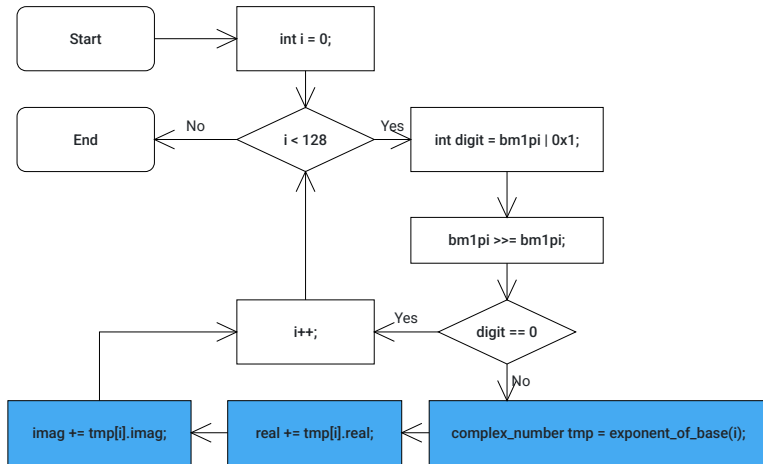 Start
int i = 0;
End
No
i < 128
Yes
int digit = bm1pi | 0x1;
bm1pi >>= bm1pi;
i++;
Yes
digit == 0
No
imag += tmp[i].imag;
real += tmp[i].real;
complex_number tmp = exponent_of_base(i);